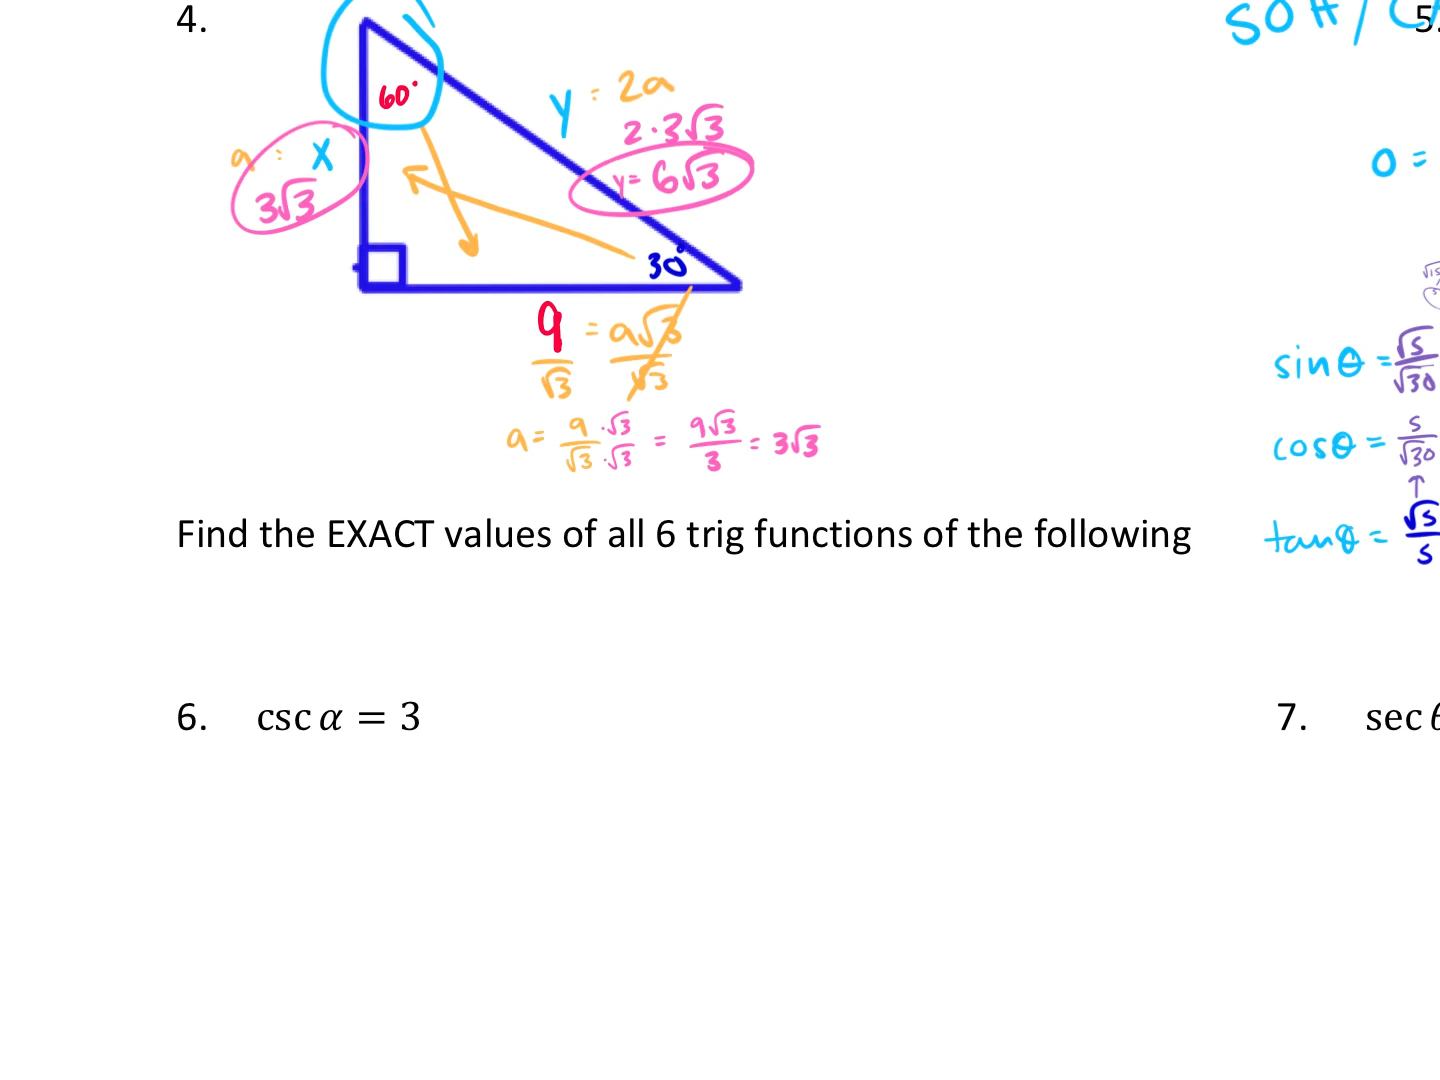 4.
SOH/C
5.
60°
y = 2a
2·3√3
y= 6√3
a = x
3√3
30°
0 =
9 = a√3
√3 √3
sinθ = √5
√30
a = 9 ·√3 = 9√3 = 3√3
√3 ·√3 3
cosθ = 5
√30
↑
tanθ = √5
5
Find the EXACT values of all 6 trig functions of the following
6. csc α = 3
7. sec θ